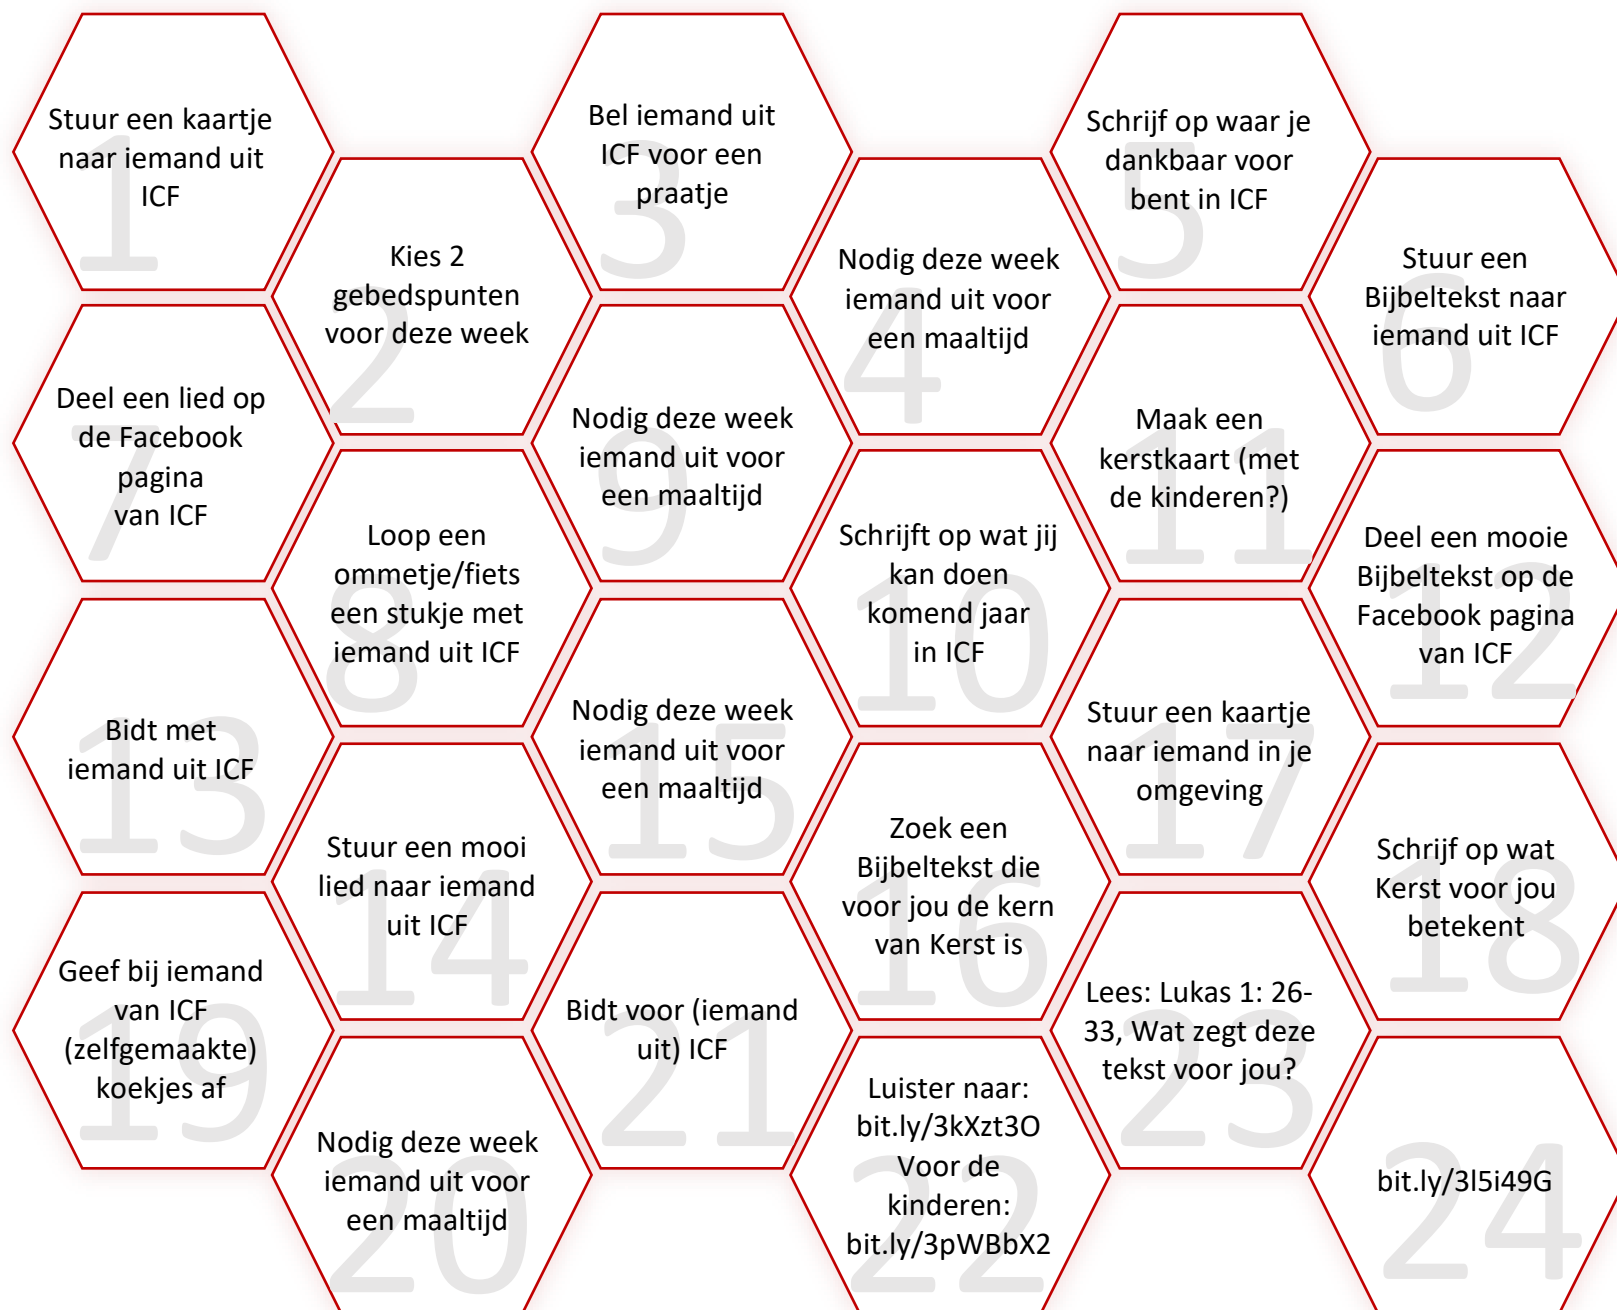 1
Stuur een kaartje
naar iemand uit
ICF
2
Kies 2
gebedspunten
voor deze week
3
Bel iemand uit
ICF voor een
praatje
4
Nodig deze week
iemand uit voor
een maaltijd
5
Schrijf op waar je
dankbaar voor
bent in ICF
6
Stuur een
Bijbeltekst naar
iemand uit ICF
7
Deel een lied op
de Facebook
pagina
van ICF
8
Loop een
ommetje/fiets
een stukje met
iemand uit ICF
9
Nodig deze week
iemand uit voor
een maaltijd
10
Schrijft op wat jij
kan doen
komend jaar
in ICF
11
Maak een
kerstkaart (met
de kinderen?)
12
Deel een mooie
Bijbeltekst op de
Facebook pagina
van ICF
13
Bidt met
iemand uit ICF
14
Stuur een mooi
lied naar iemand
uit ICF
15
Nodig deze week
iemand uit voor
een maaltijd
16
Zoek een
Bijbeltekst die
voor jou de kern
van Kerst is
17
Stuur een kaartje
naar iemand in je
omgeving
18
Schrijf op wat
Kerst voor jou
betekent
19
Geef bij iemand
van ICF
(zelfgemaakte)
koekjes af
20
Nodig deze week
iemand uit voor
een maaltijd
21
Bidt voor (iemand
uit) ICF
22
Luister naar:
bit.ly/3kXzt3O
Voor de
kinderen:
bit.ly/3pWBbX2
23
Lees: Lukas 1: 26-
33, Wat zegt deze
tekst voor jou?
24
bit.ly/3l5i49G